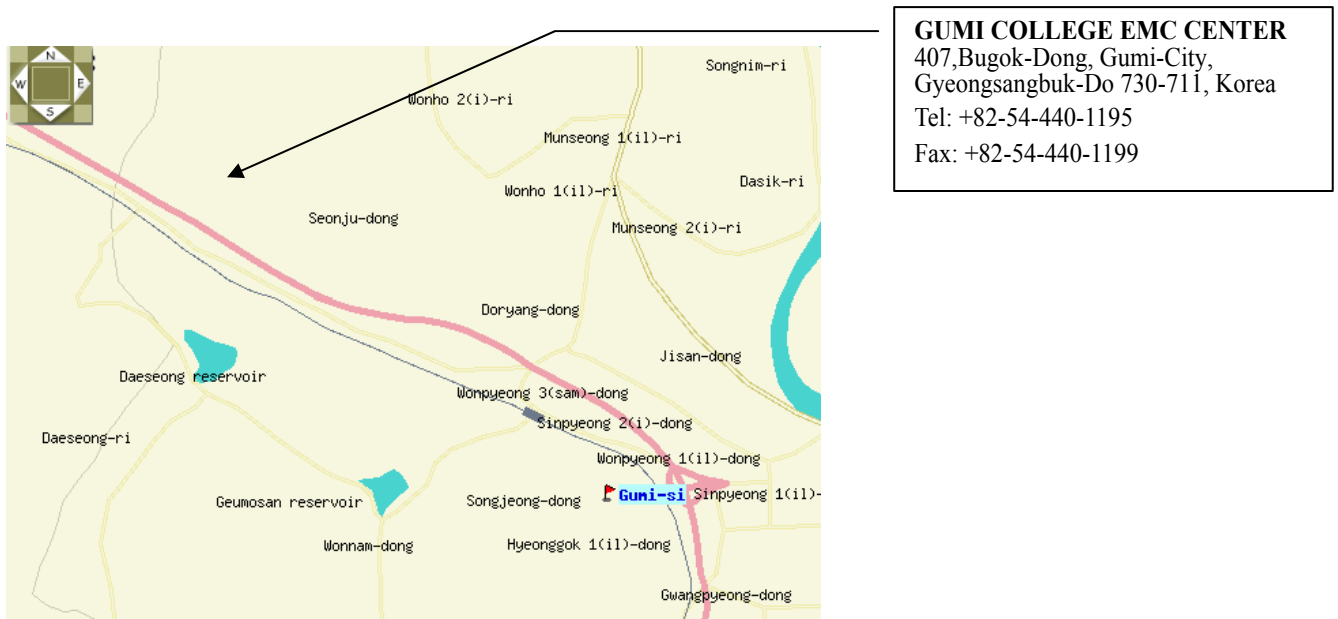 GUMI COLLEGE EMC CENTER
407,Bugok-Dong, Gumi-City,
Gyeongsangbuk-Do 730-711, Korea
Tel: +82-54-440-1195
Fax: +82-54-440-1199
N
W E
S
Songnim-ri
Wonho 2(i)-ri
Munseong 1(il)-ri
Dasik-ri
Wonho 1(il)-ri
Seonju-dong
Munseong 2(i)-ri
Doryang-dong
Jisan-dong
Daeseong reservoir
Wonpyeong 3(sam)-dong
Sinpyeong 2(i)-dong
Daeseong-ri
Wonpyeong 1(il)-dong
Gumi-si
Sinpyeong 1(il)-
Geumosan reservoir
Songjeong-dong
Wonnam-dong
Hyeonggok 1(il)-dong
Gwangpyeong-dong